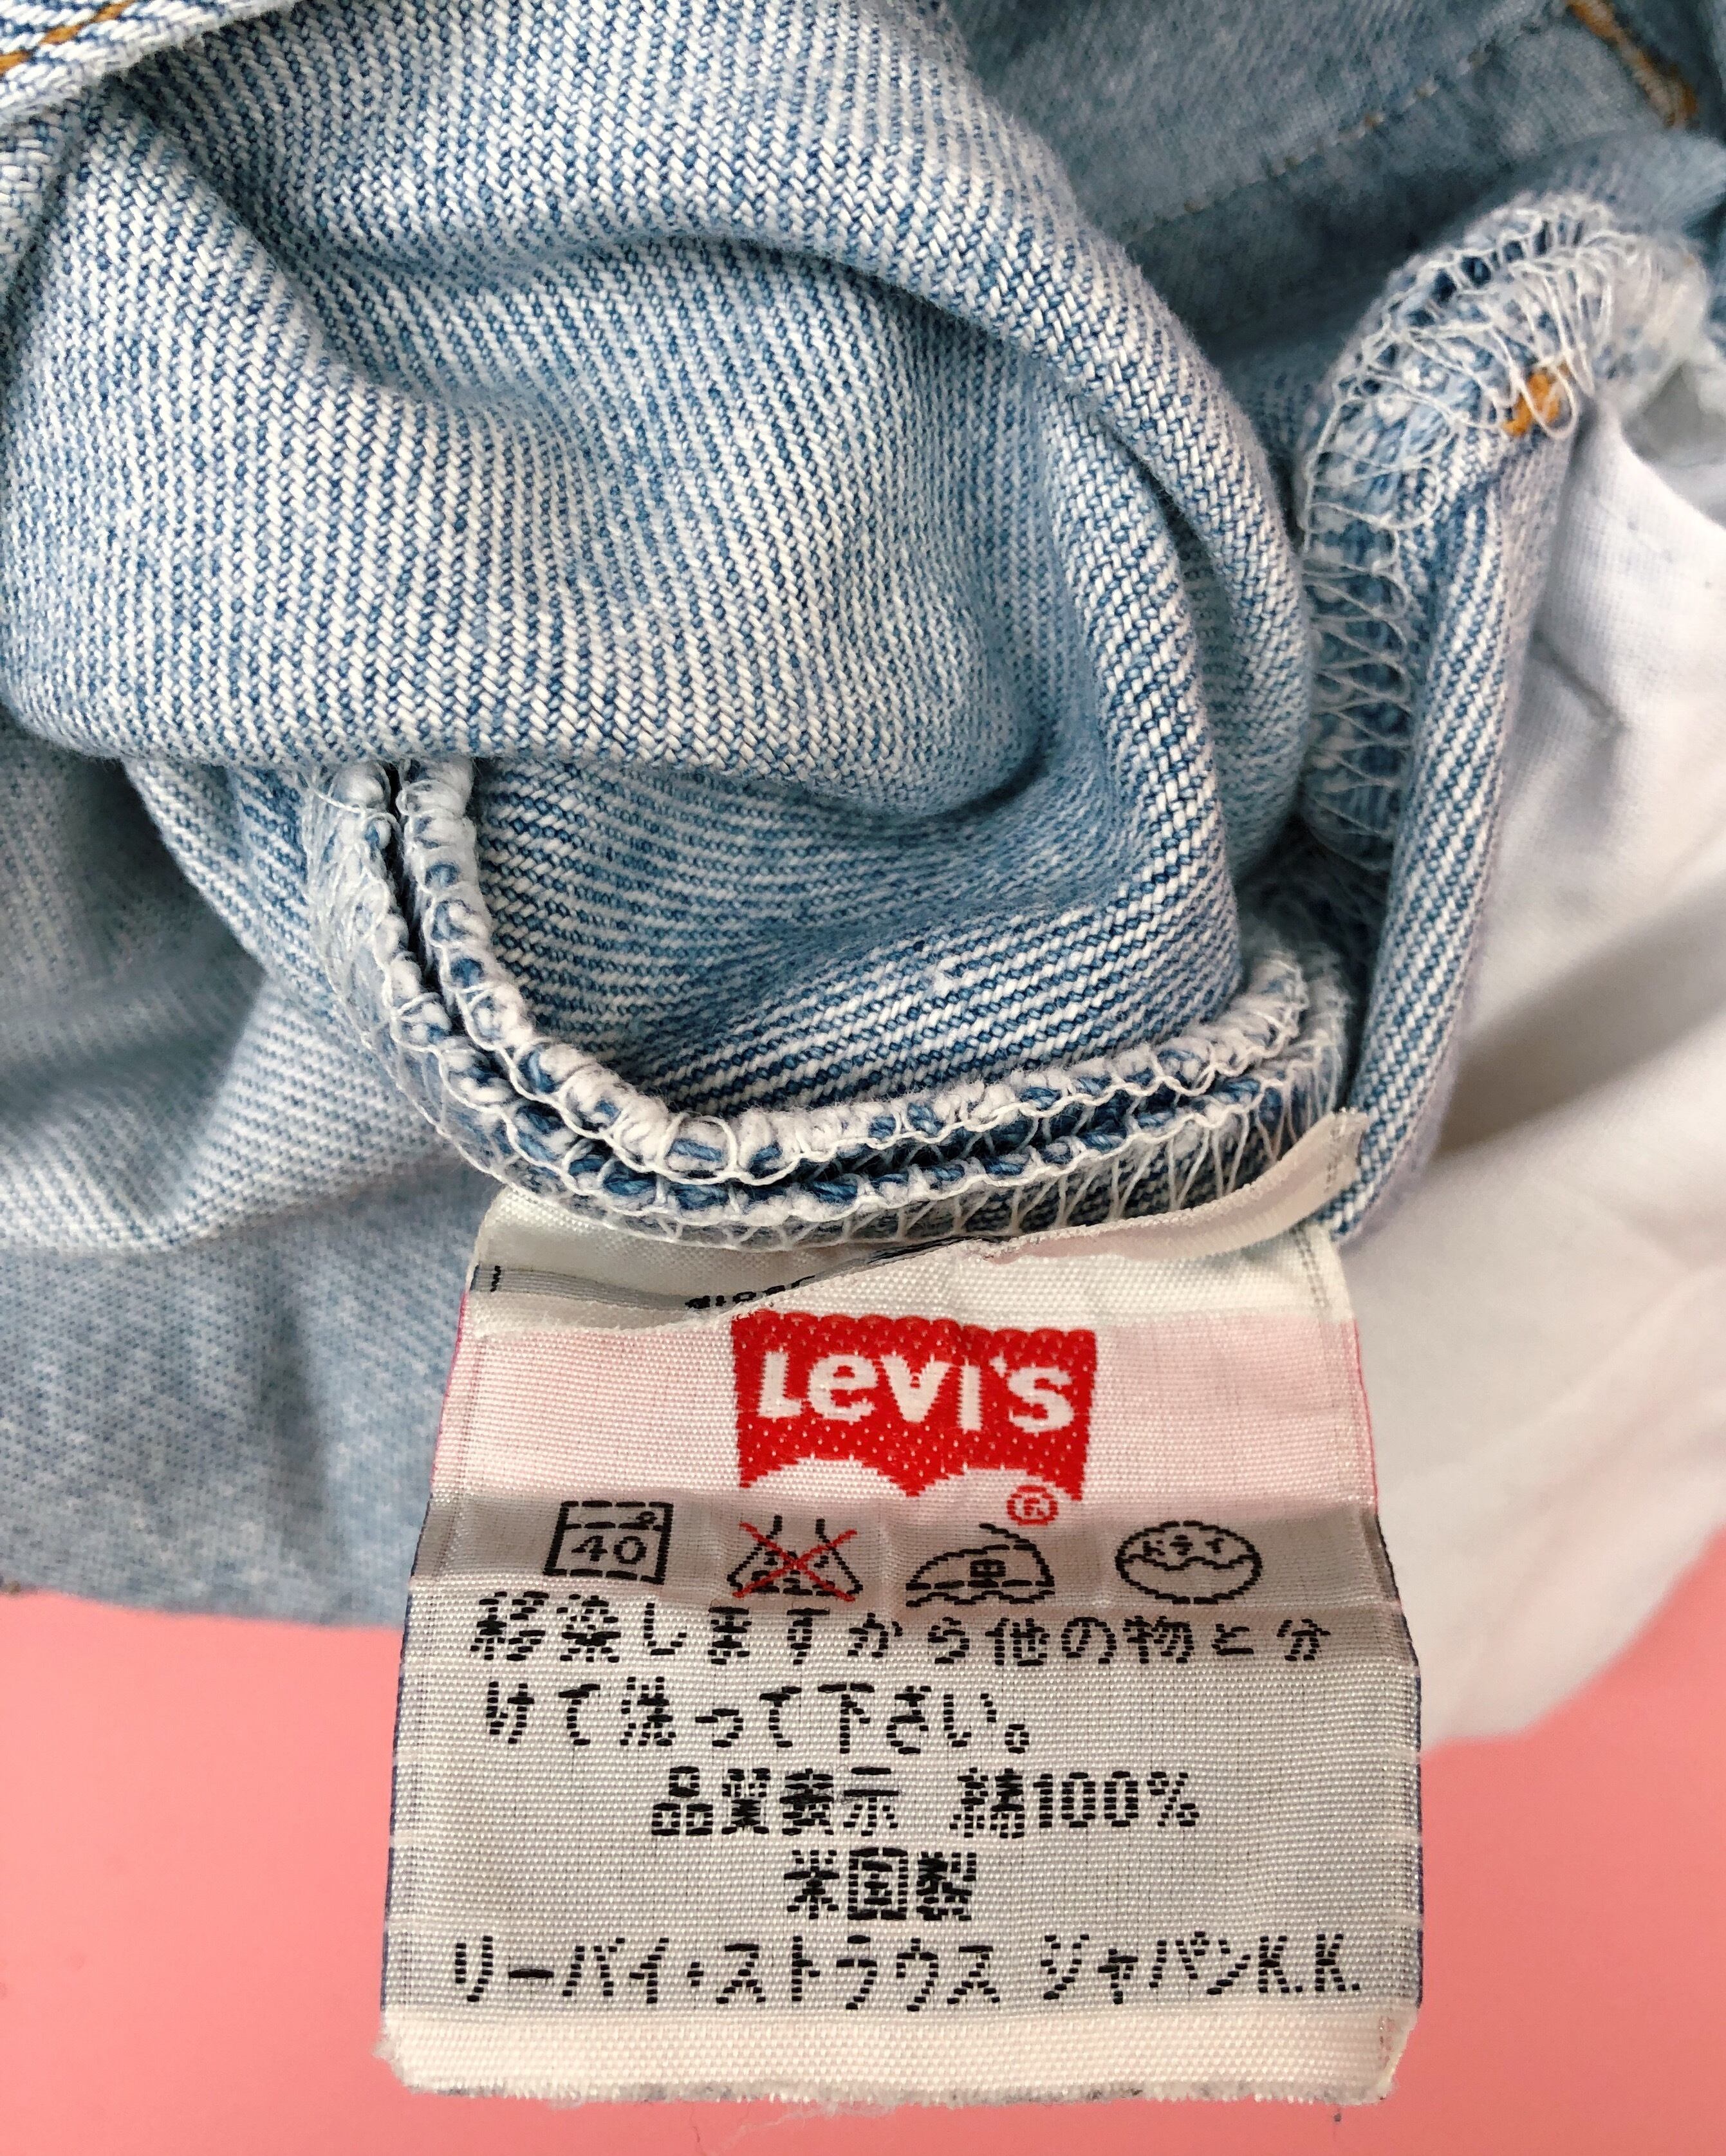 Levi's
®
40
中
ドライ
移染しますから他の物と分
けて洗って下さい。
品質表示 綿100%
米国製
リーバイ・ストラウス ジャパンK.K.